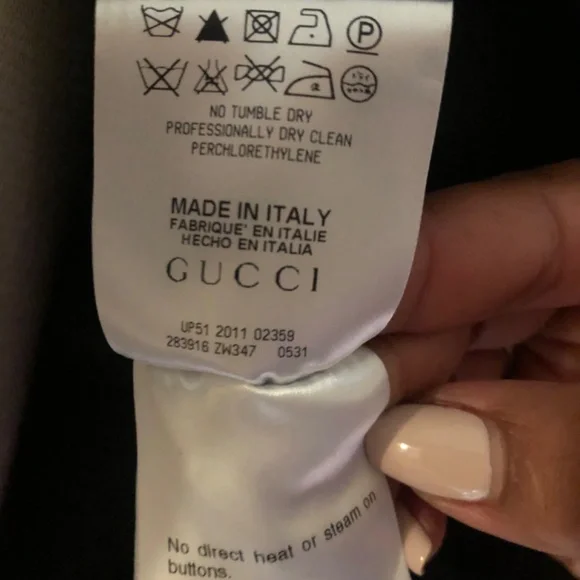 P
NO TUMBLE DRY
PROFESSIONALLY DRY CLEAN
PERCHLORETHYLENE
MADE IN ITALY
FABRIQUE' EN ITALIE
HECHO EN ITALIA
GUCCI
UP51 2011 02359
283916 ZW347 0531
No direct heat or steam on
buttons.